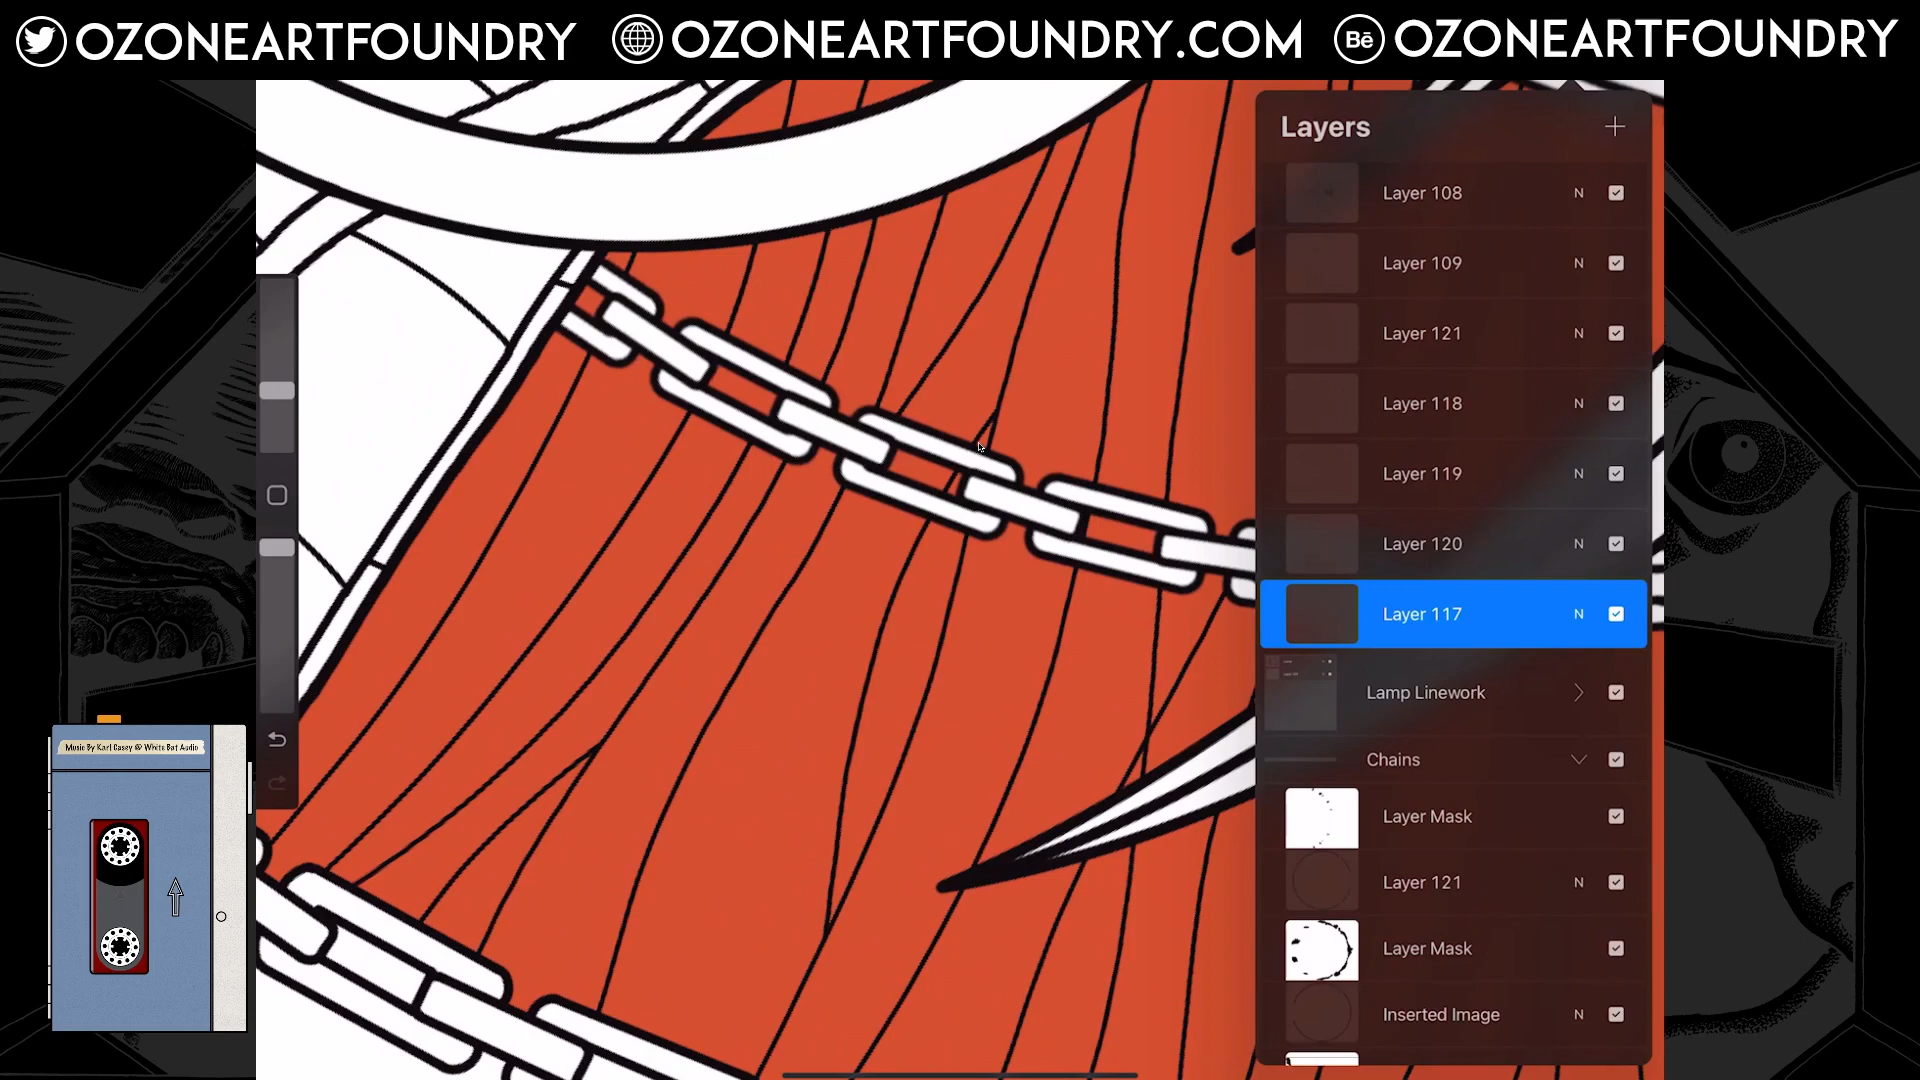 OZONEARTFOUNDRY
OZONEARTFOUNDRY.COM
Bē OZONEARTFOUNDRY
Layers
Layer 108 N
Layer 109 N
Layer 121 N
Layer 118 N
Layer 119 N
Layer 120 N
Layer 117 N
Lamp Linework
Chains
Layer Mask
Layer 121 N
Layer Mask
Inserted Image N
Music By Karl Casey @ White Bat Audio